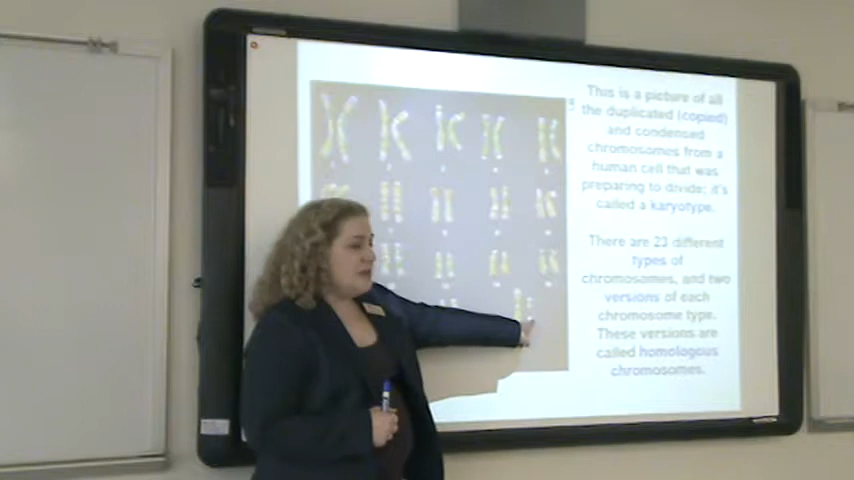 This is a picture of all
the duplicated (copied)
and condensed
chromosomes from a
human cell that was
preparing to divide; it's
called a karyotype.
There are 23 different
types of
chromosomes, and two
versions of each
chromosome type.
These versions are
called homologous
chromosomes.